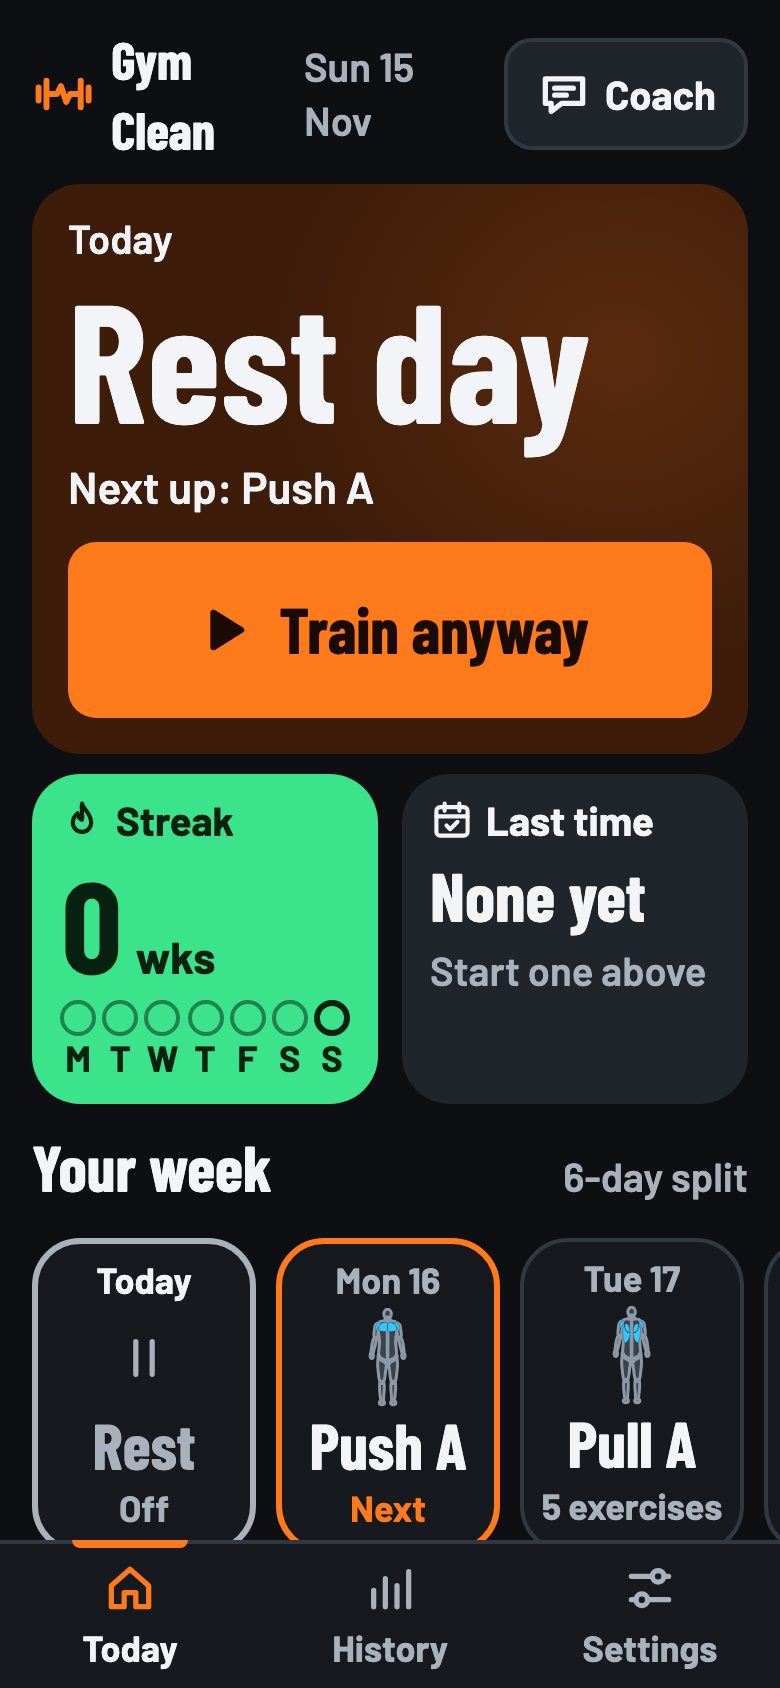 Gym
Clean
Sun 15
Nov
Coach
Today
Rest day
Next up: Push A
Train anyway
Streak
0 wks
M T W T F S S
Last time
None yet
Start one above
Your week
6-day split
Today
Rest
Off
Mon 16
Push A
Next
Tue 17
Pull A
5 exercises
Today
History
Settings